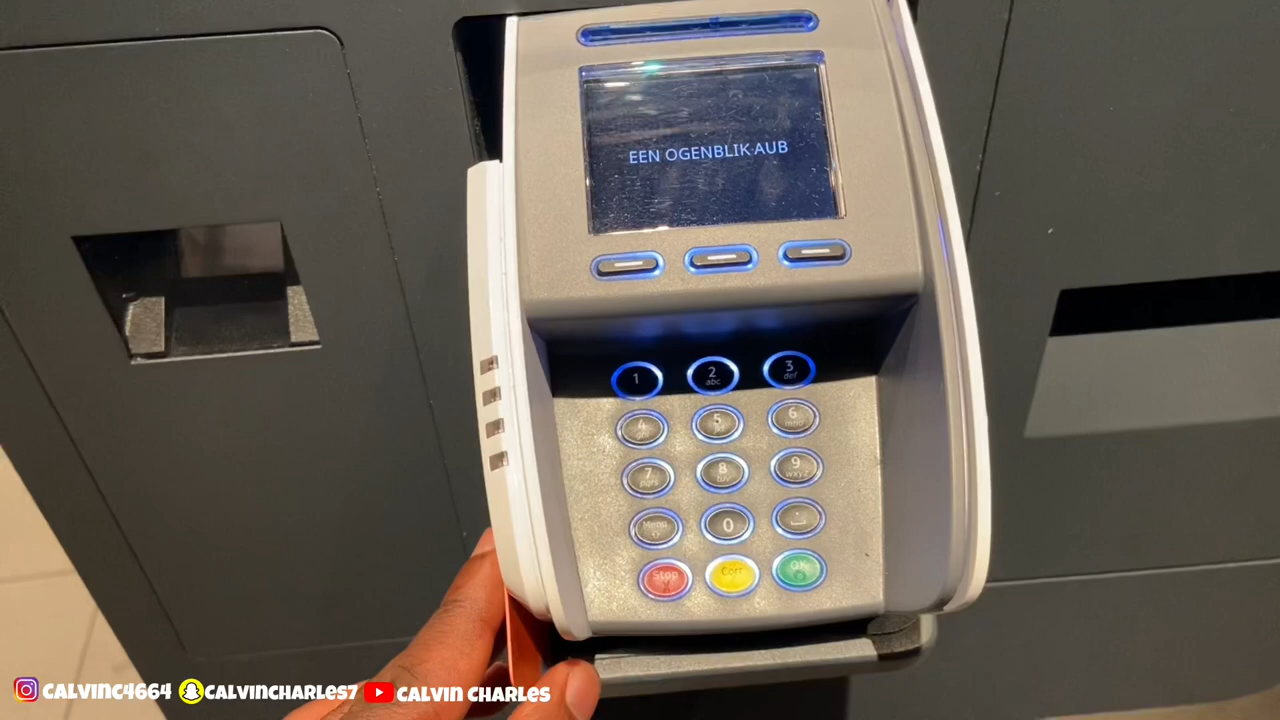 EEN OGENBLIK AUB
1
2 abc
3 def
4 ghi
5 jkl
6 mno
7 pqrs
8 tuv
9 wxyz
Menu
0
Stop
Corr
OK
CALVINC4664
CALVINCHARLES7
CALVIN CHARLES